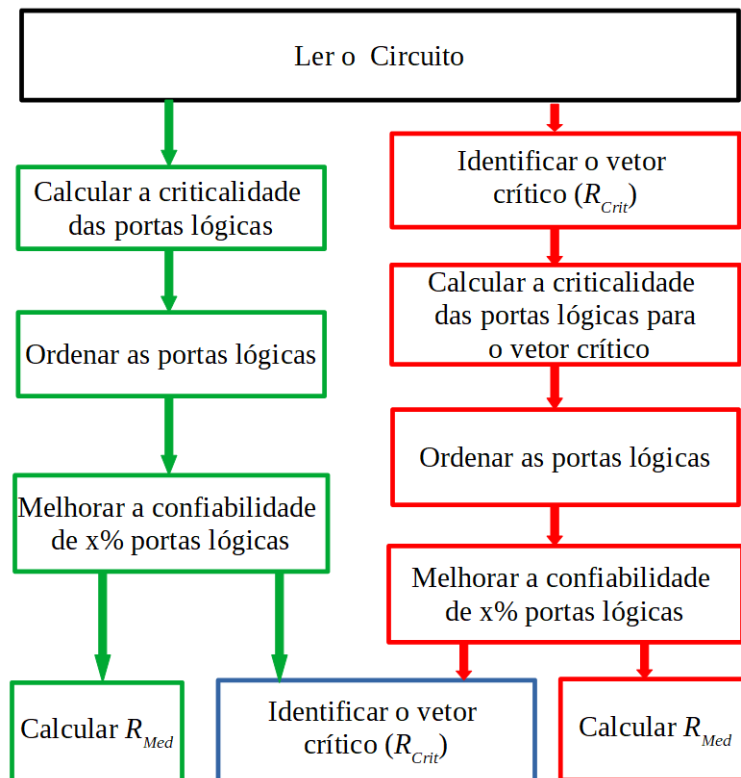 Ler o Circuito
Calcular a criticalidade
das portas lógicas
Ordenar as portas lógicas
Melhorar a confiabilidade
de x% portas lógicas
Calcular R_Med
Identificar o vetor
crítico (R_Crit)
Calcular a criticalidade
das portas lógicas para
o vetor crítico
Ordenar as portas lógicas
Melhorar a confiabilidade
de x% portas lógicas
Identificar o vetor
crítico (R_Crit)
Calcular R_Med